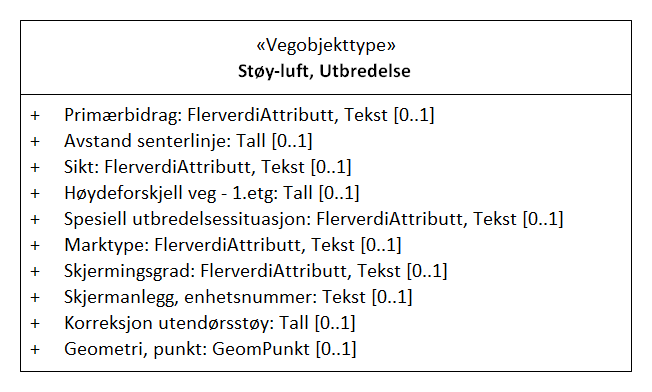 «Vegobjekttype»
Støy-luft, Utbredelse
+ Primærbidrag: FlerverdiAttributt, Tekst [0..1]
+ Avstand senterlinje: Tall [0..1]
+ Sikt: FlerverdiAttributt, Tekst [0..1]
+ Høydeforskjell veg - 1.etg: Tall [0..1]
+ Spesiell utbredelsessituasjon: FlerverdiAttributt, Tekst [0..1]
+ Marktype: FlerverdiAttributt, Tekst [0..1]
+ Skjermingsgrad: FlerverdiAttributt, Tekst [0..1]
+ Skjermanlegg, enhetsnummer: Tekst [0..1]
+ Korreksjon utendørsstøy: Tall [0..1]
+ Geometri, punkt: GeomPunkt [0..1]